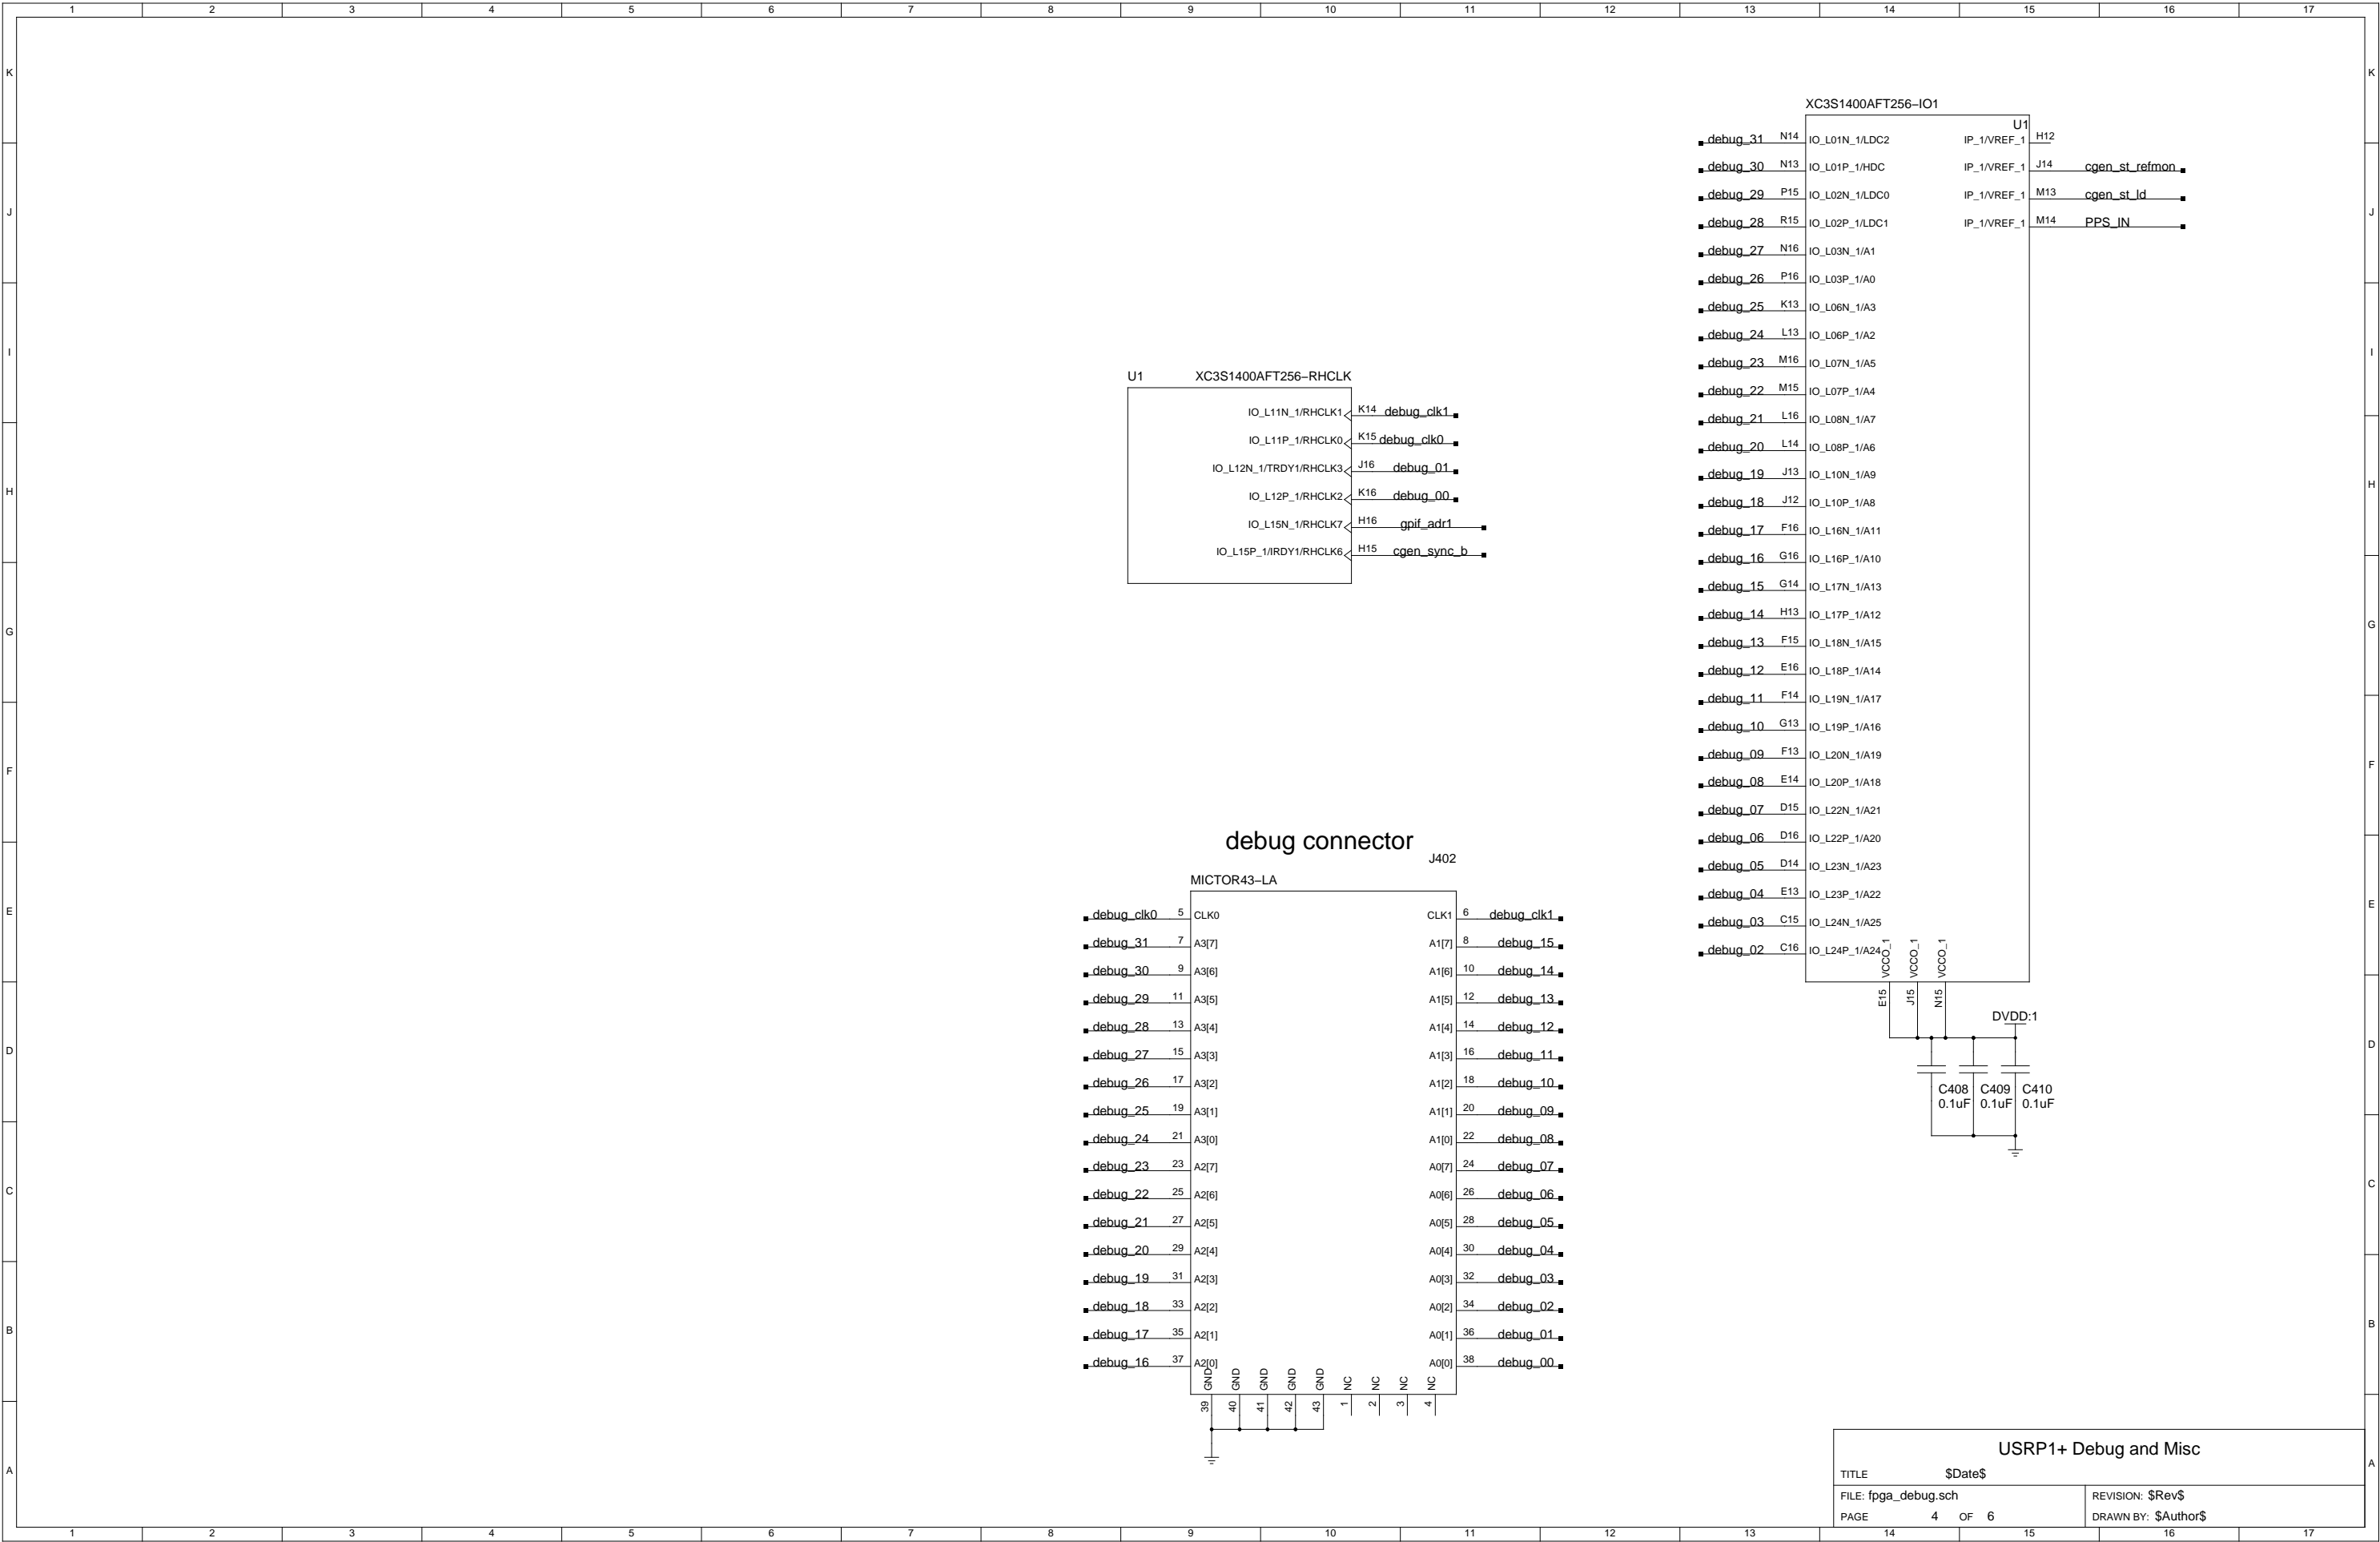 1 2 3 4 5 6 7 8 9 10 11 12 13 14 15 16 17
K K
J J
I I
H H
G G
F F
E E
D D
C C
B B
A A
XC3S1400AFT256–IO1
U1
debug_31 N14 IO_L01N_1/LDC2 IP_1/VREF_1 H12
debug_30 N13 IO_L01P_1/HDC IP_1/VREF_1 J14 cgen_st_refmon
debug_29 P15 IO_L02N_1/LDC0 IP_1/VREF_1 M13 cgen_st_ld
debug_28 R15 IO_L02P_1/LDC1 IP_1/VREF_1 M14 PPS_IN
debug_27 N16 IO_L03N_1/A1
debug_26 P16 IO_L03P_1/A0
debug_25 K13 IO_L06N_1/A3
debug_24 L13 IO_L06P_1/A2
debug_23 M16 IO_L07N_1/A5
debug_22 M15 IO_L07P_1/A4
debug_21 L16 IO_L08N_1/A7
debug_20 L14 IO_L08P_1/A6
debug_19 J13 IO_L10N_1/A9
debug_18 J12 IO_L10P_1/A8
debug_17 F16 IO_L16N_1/A11
debug_16 G16 IO_L16P_1/A10
debug_15 G14 IO_L17N_1/A13
debug_14 H13 IO_L17P_1/A12
debug_13 F15 IO_L18N_1/A15
debug_12 E16 IO_L18P_1/A14
debug_11 F14 IO_L19N_1/A17
debug_10 G13 IO_L19P_1/A16
debug_09 F13 IO_L20N_1/A19
debug_08 E14 IO_L20P_1/A18
debug_07 D15 IO_L22N_1/A21
debug_06 D16 IO_L22P_1/A20
debug_05 D14 IO_L23N_1/A23
debug_04 E13 IO_L23P_1/A22
debug_03 C15 IO_L24N_1/A25
debug_02 C16 IO_L24P_1/A24
VCCO_1 VCCO_1 VCCO_1
E15 J15 N15
DVDD:1
C408 C409 C410
0.1uF 0.1uF 0.1uF
U1 XC3S1400AFT256–RHCLK
IO_L11N_1/RHCLK1 K14 debug_clk1
IO_L11P_1/RHCLK0 K15 debug_clk0
IO_L12N_1/TRDY1/RHCLK3 J16 debug_01
IO_L12P_1/RHCLK2 K16 debug_00
IO_L15N_1/RHCLK7 H16 gpif_adr1
IO_L15P_1/IRDY1/RHCLK6 H15 cgen_sync_b
debug connector
J402
MICTOR43–LA
debug_clk0 5 CLK0 CLK1 6 debug_clk1
debug_31 7 A3[7] A1[7] 8 debug_15
debug_30 9 A3[6] A1[6] 10 debug_14
debug_29 11 A3[5] A1[5] 12 debug_13
debug_28 13 A3[4] A1[4] 14 debug_12
debug_27 15 A3[3] A1[3] 16 debug_11
debug_26 17 A3[2] A1[2] 18 debug_10
debug_25 19 A3[1] A1[1] 20 debug_09
debug_24 21 A3[0] A1[0] 22 debug_08
debug_23 23 A2[7] A0[7] 24 debug_07
debug_22 25 A2[6] A0[6] 26 debug_06
debug_21 27 A2[5] A0[5] 28 debug_05
debug_20 29 A2[4] A0[4] 30 debug_04
debug_19 31 A2[3] A0[3] 32 debug_03
debug_18 33 A2[2] A0[2] 34 debug_02
debug_17 35 A2[1] A0[1] 36 debug_01
debug_16 37 A2[0] A0[0] 38 debug_00
GND GND GND GND GND NC NC NC NC
39 40 41 42 43 1 2 3 4
USRP1+ Debug and Misc
TITLE $Date$
FILE: fpga_debug.sch REVISION: $Rev$
PAGE 4 OF 6 DRAWN BY: $Author$
1 2 3 4 5 6 7 8 9 10 11 12 13 14 15 16 17